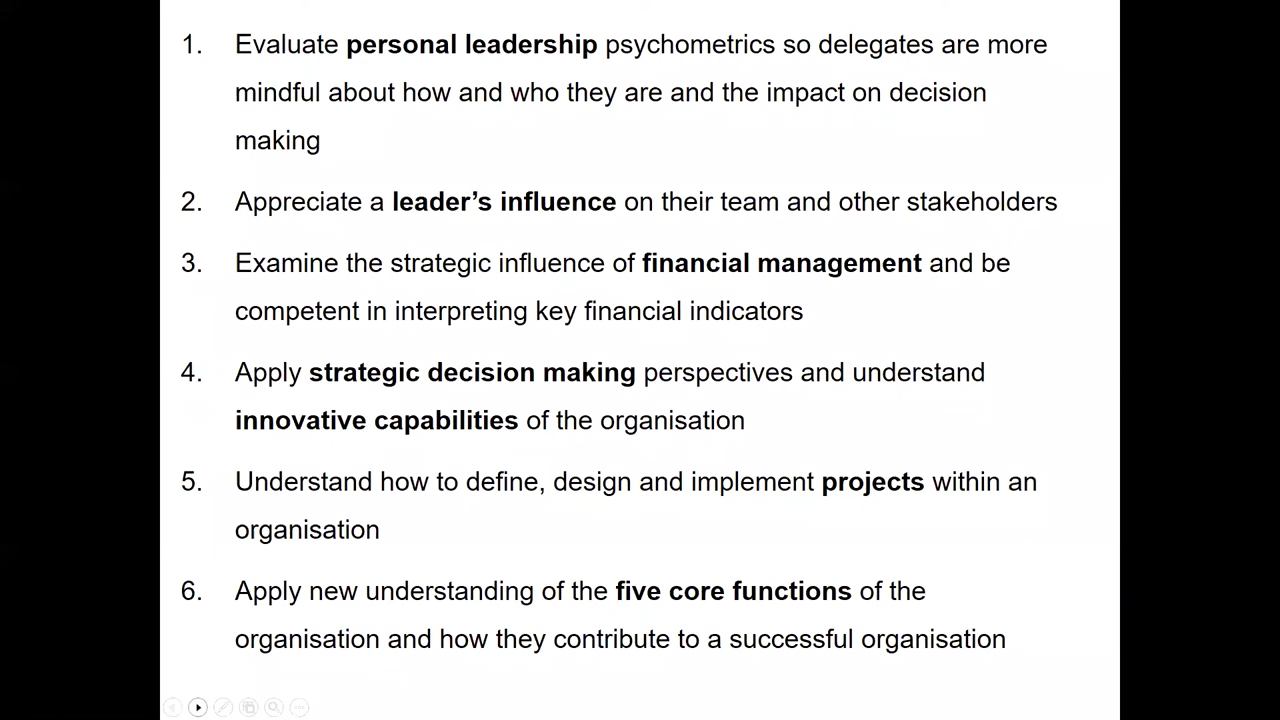 1. Evaluate personal leadership psychometrics so delegates are more
mindful about how and who they are and the impact on decision
making
2. Appreciate a leader’s influence on their team and other stakeholders
3. Examine the strategic influence of financial management and be
competent in interpreting key financial indicators
4. Apply strategic decision making perspectives and understand
innovative capabilities of the organisation
5. Understand how to define, design and implement projects within an
organisation
6. Apply new understanding of the five core functions of the
organisation and how they contribute to a successful organisation